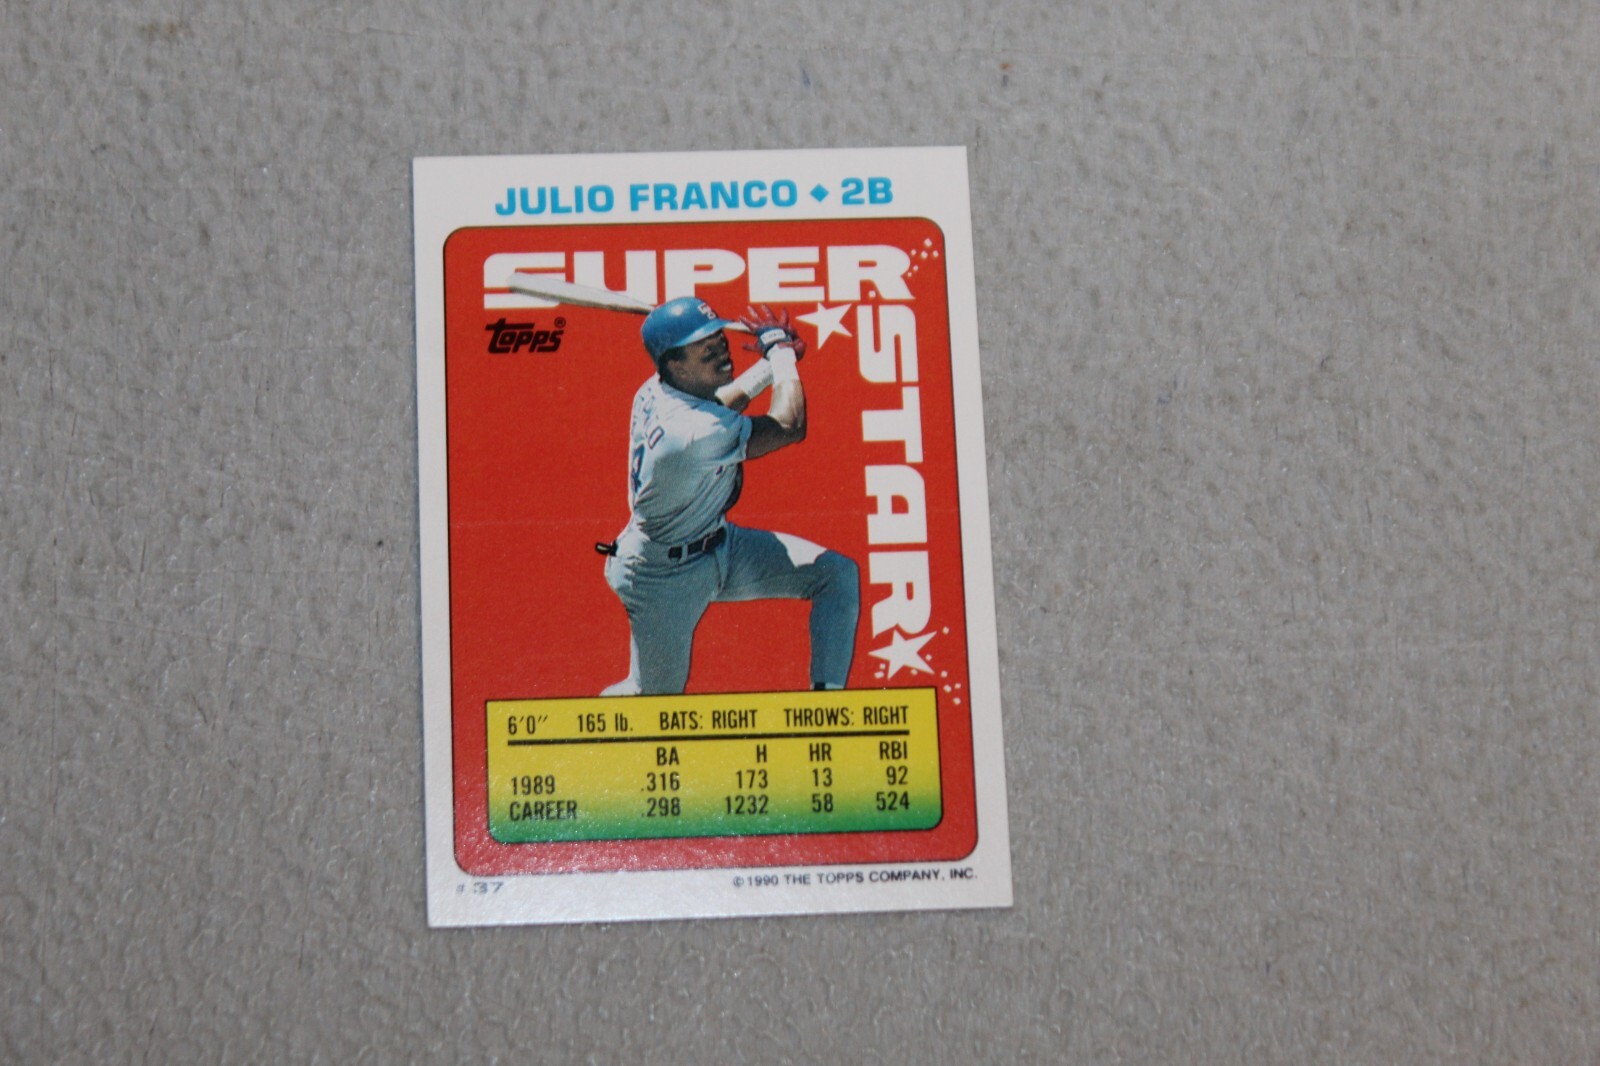 JULIO FRANCO ◆ 2B
SUPER
STAR
topps®
6'0" 165 lb. BATS: RIGHT THROWS: RIGHT
BA H HR RBI
1989 .316 173 13 92
CAREER .298 1232 58 524
# 37
©1990 THE TOPPS COMPANY, INC.